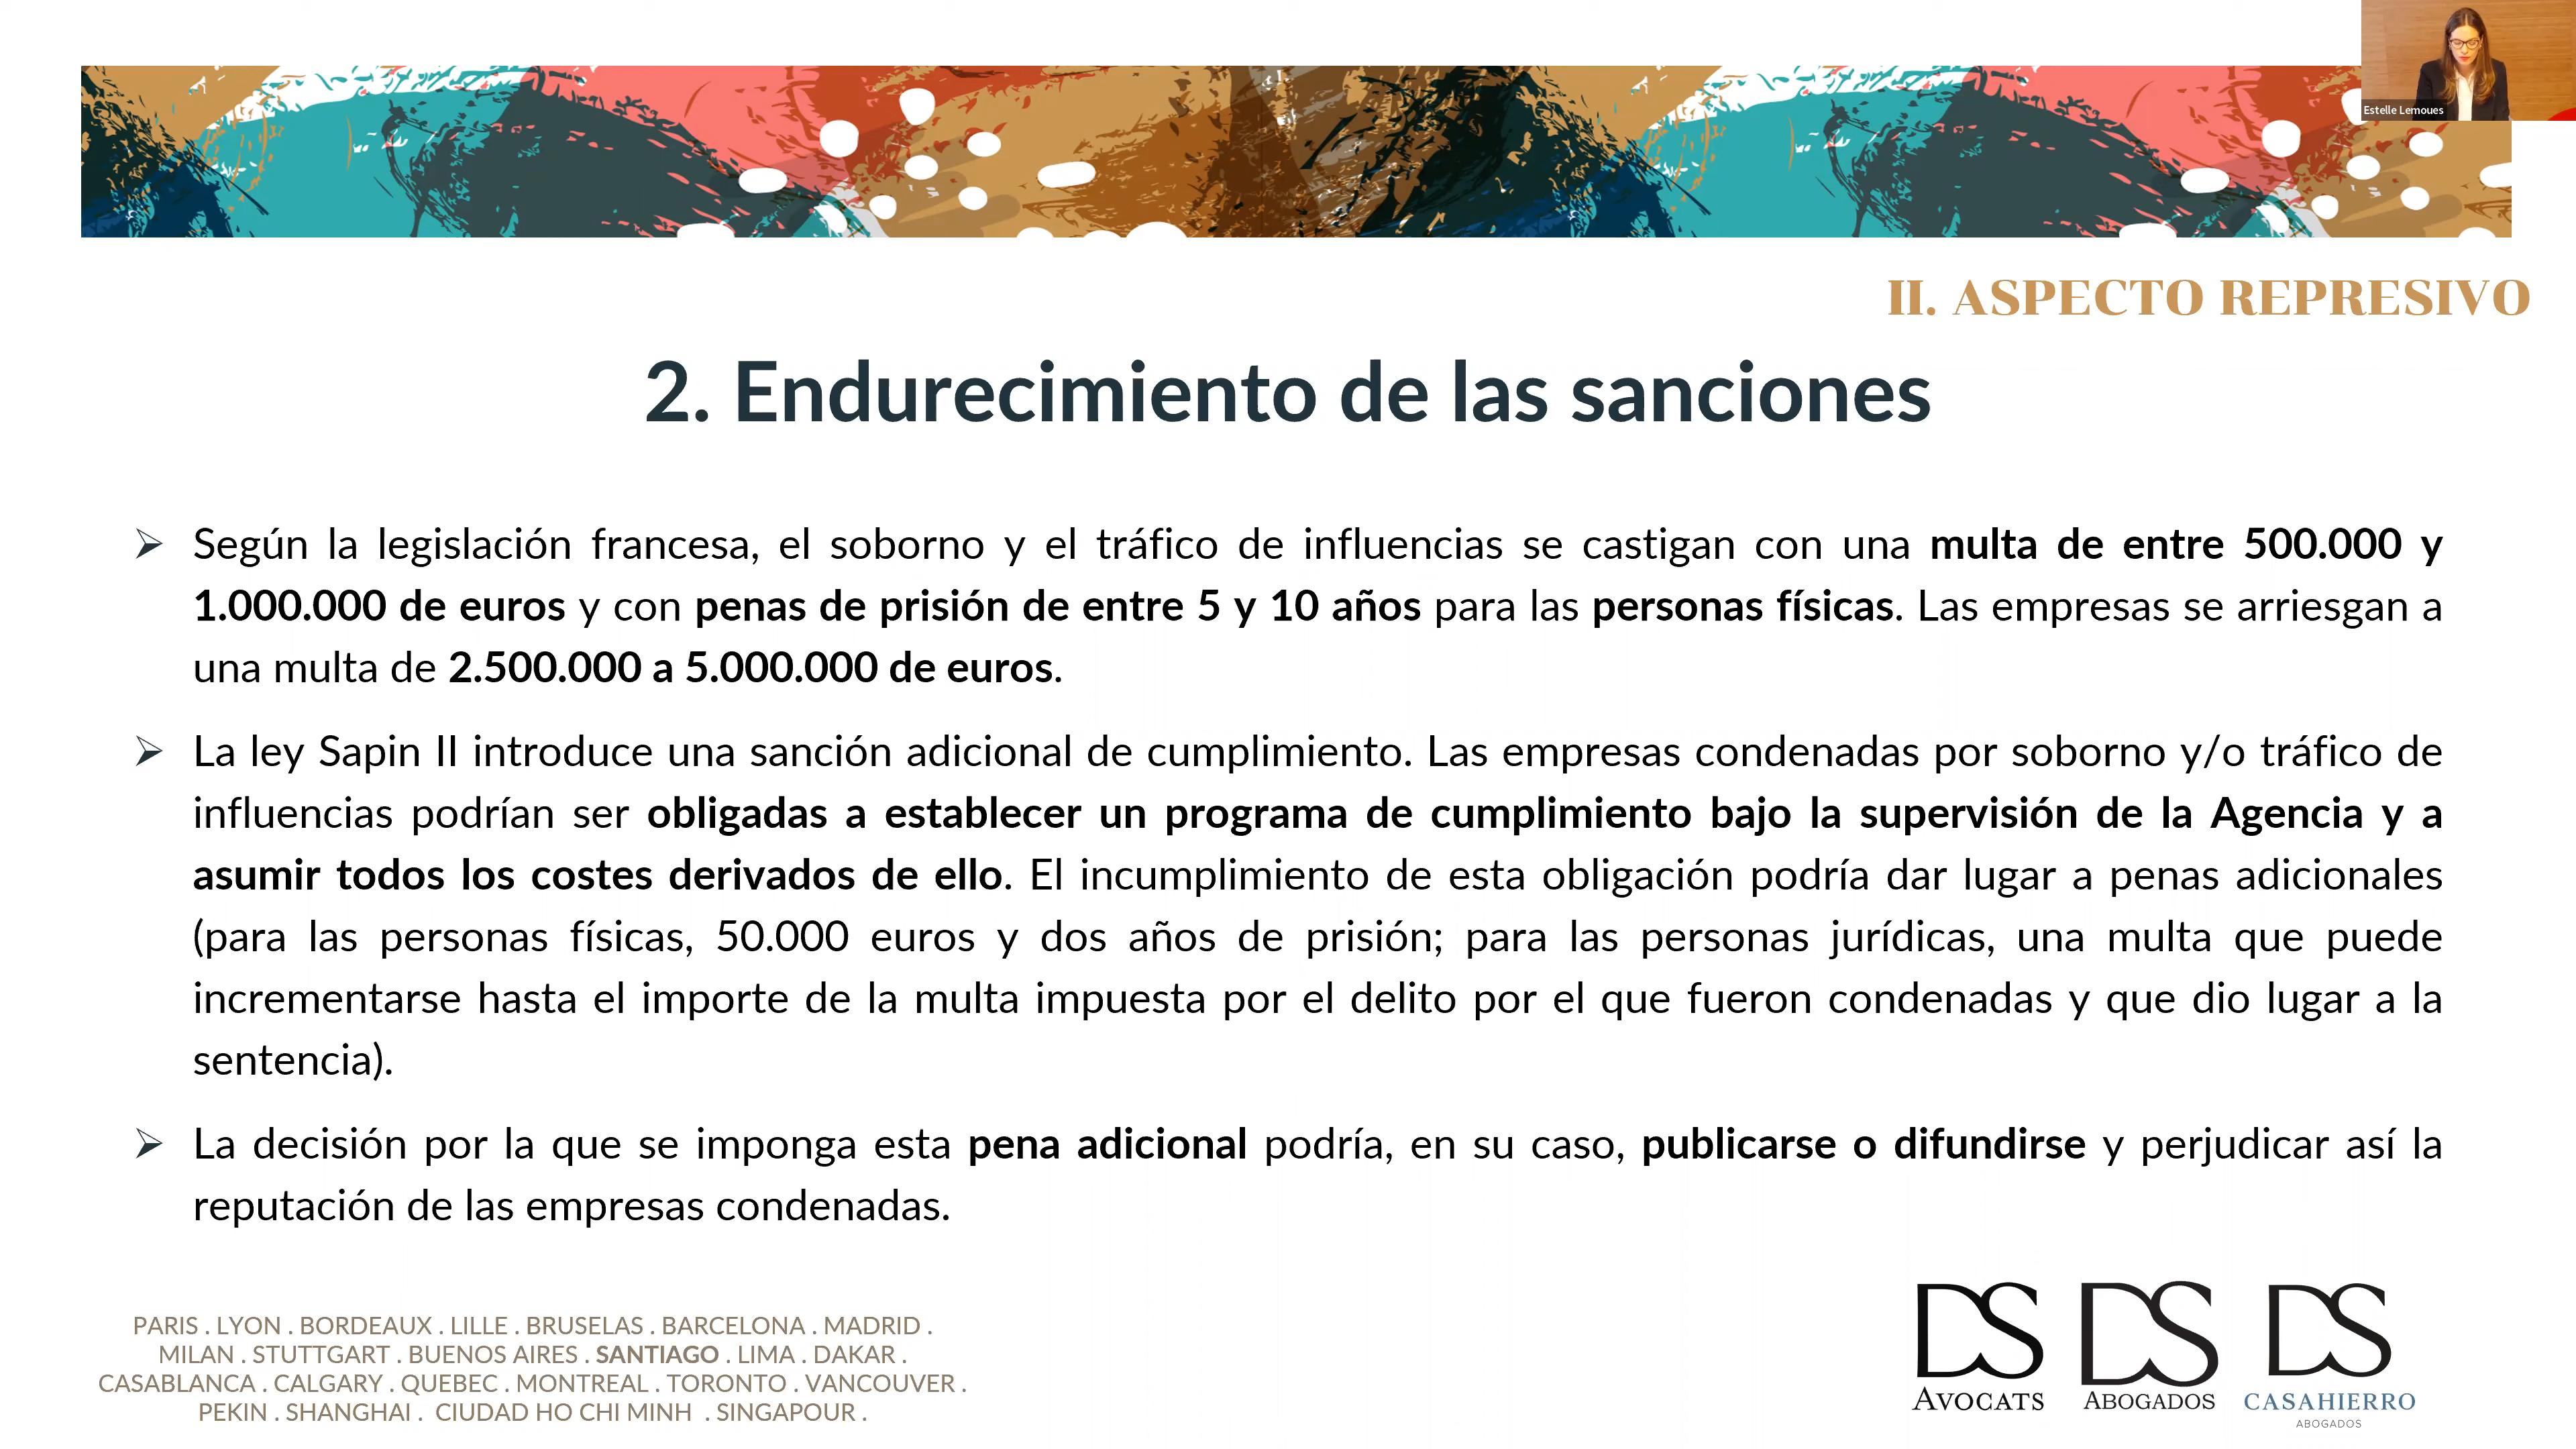 Estelle Lemoues
II. ASPECTO REPRESIVO
2. Endurecimiento de las sanciones
➢ Según la legislación francesa, el soborno y el tráfico de influencias se castigan con una multa de entre 500.000 y
1.000.000 de euros y con penas de prisión de entre 5 y 10 años para las personas físicas. Las empresas se arriesgan a
una multa de 2.500.000 a 5.000.000 de euros.
➢ La ley Sapin II introduce una sanción adicional de cumplimiento. Las empresas condenadas por soborno y/o tráfico de
influencias podrían ser obligadas a establecer un programa de cumplimiento bajo la supervisión de la Agencia y a
asumir todos los costes derivados de ello. El incumplimiento de esta obligación podría dar lugar a penas adicionales
(para las personas físicas, 50.000 euros y dos años de prisión; para las personas jurídicas, una multa que puede
incrementarse hasta el importe de la multa impuesta por el delito por el que fueron condenadas y que dio lugar a la
sentencia).
➢ La decisión por la que se imponga esta pena adicional podría, en su caso, publicarse o difundirse y perjudicar así la
reputación de las empresas condenadas.
PARIS . LYON . BORDEAUX . LILLE . BRUSELAS . BARCELONA . MADRID .
MILAN . STUTTGART . BUENOS AIRES . SANTIAGO . LIMA . DAKAR .
CASABLANCA . CALGARY . QUEBEC . MONTREAL . TORONTO . VANCOUVER .
PEKIN . SHANGHAI . CIUDAD HO CHI MINH . SINGAPOUR .
DS
AVOCATS
DS
ABOGADOS
DS
CASAHIERRO
ABOGADOS